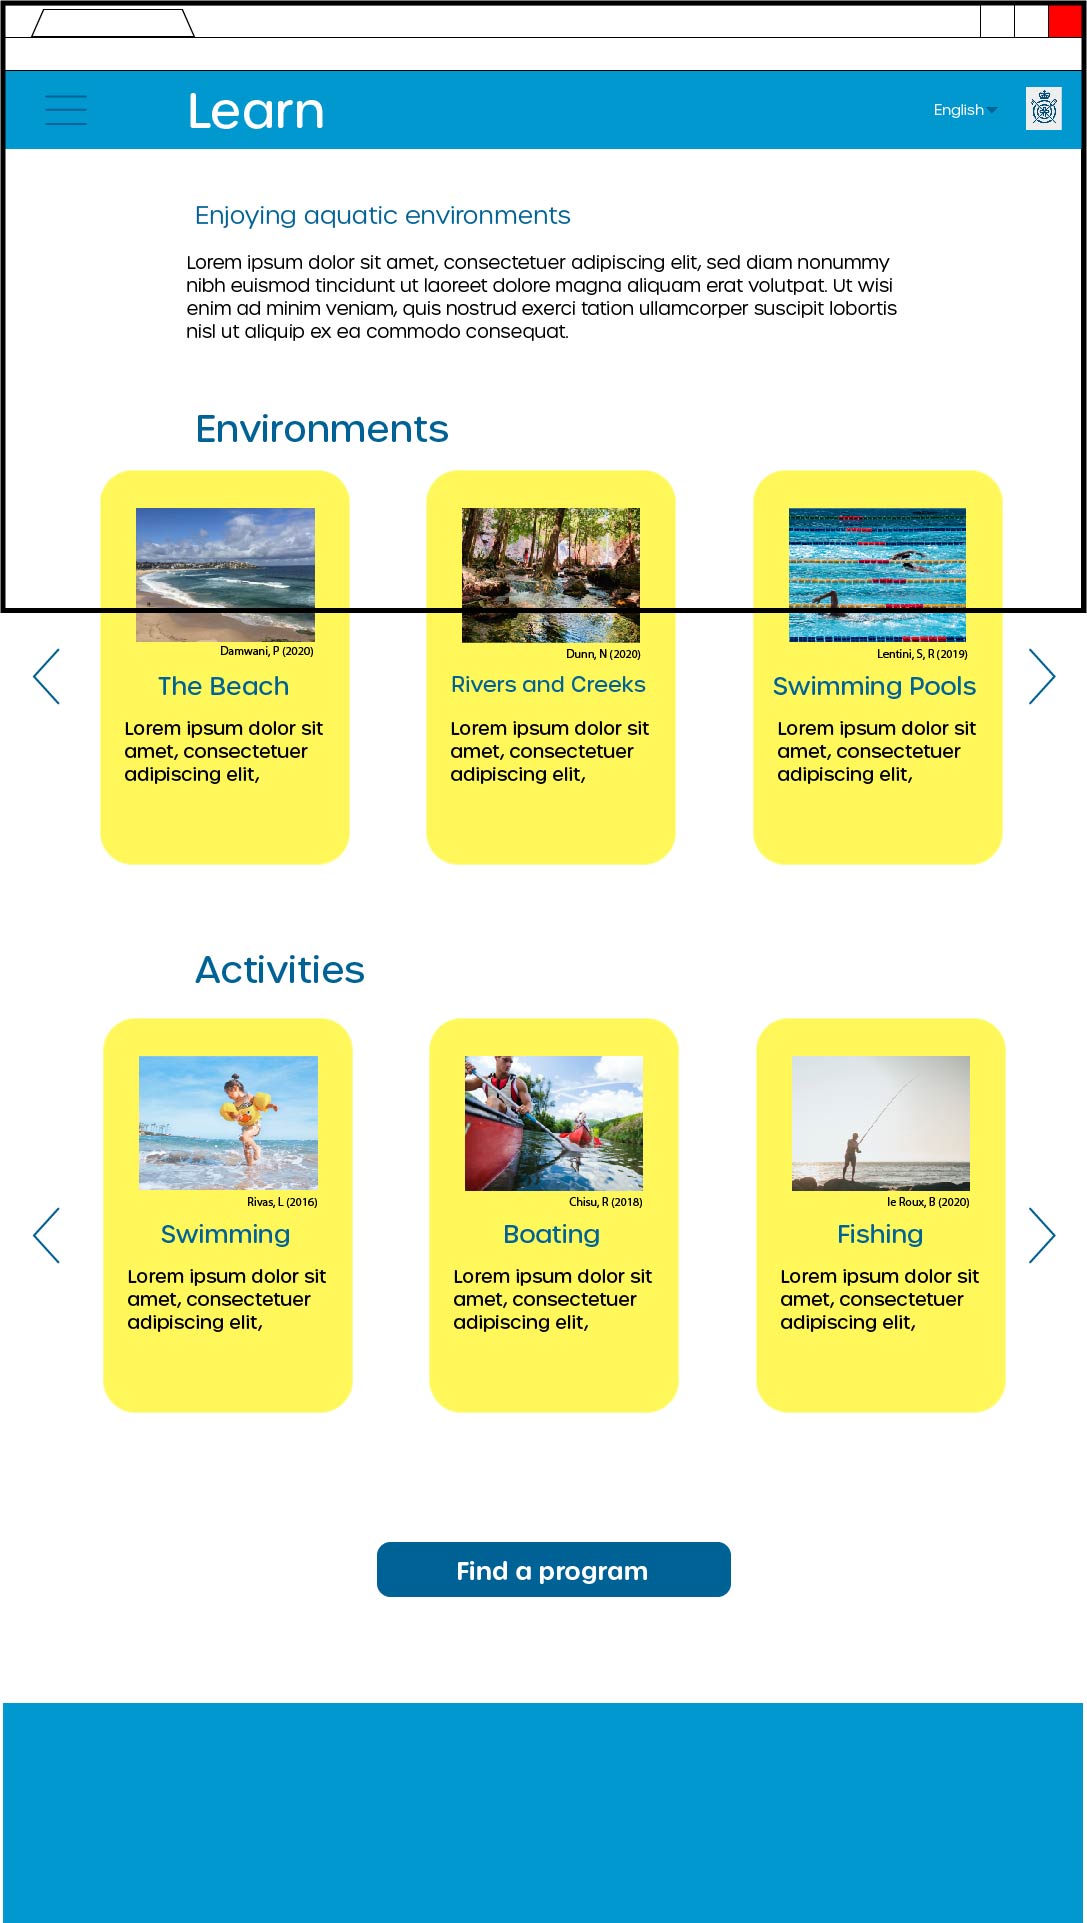 Learn
English
Enjoying aquatic environments
Lorem ipsum dolor sit amet, consectetuer adipiscing elit, sed diam nonummy
nibh euismod tincidunt ut laoreet dolore magna aliquam erat volutpat. Ut wisi
enim ad minim veniam, quis nostrud exerci tation ullamcorper suscipit lobortis
nisl ut aliquip ex ea commodo consequat.
Environments
Damwani, P (2020)
The Beach
Lorem ipsum dolor sit
amet, consectetuer
adipiscing elit,
Dunn, N (2020)
Rivers and Creeks
Lorem ipsum dolor sit
amet, consectetuer
adipiscing elit,
Lentini, S, R (2019)
Swimming Pools
Lorem ipsum dolor sit
amet, consectetuer
adipiscing elit,
Activities
Rivas, L (2016)
Swimming
Lorem ipsum dolor sit
amet, consectetuer
adipiscing elit,
Chisu, R (2018)
Boating
Lorem ipsum dolor sit
amet, consectetuer
adipiscing elit,
le Roux, B (2020)
Fishing
Lorem ipsum dolor sit
amet, consectetuer
adipiscing elit,
Find a program